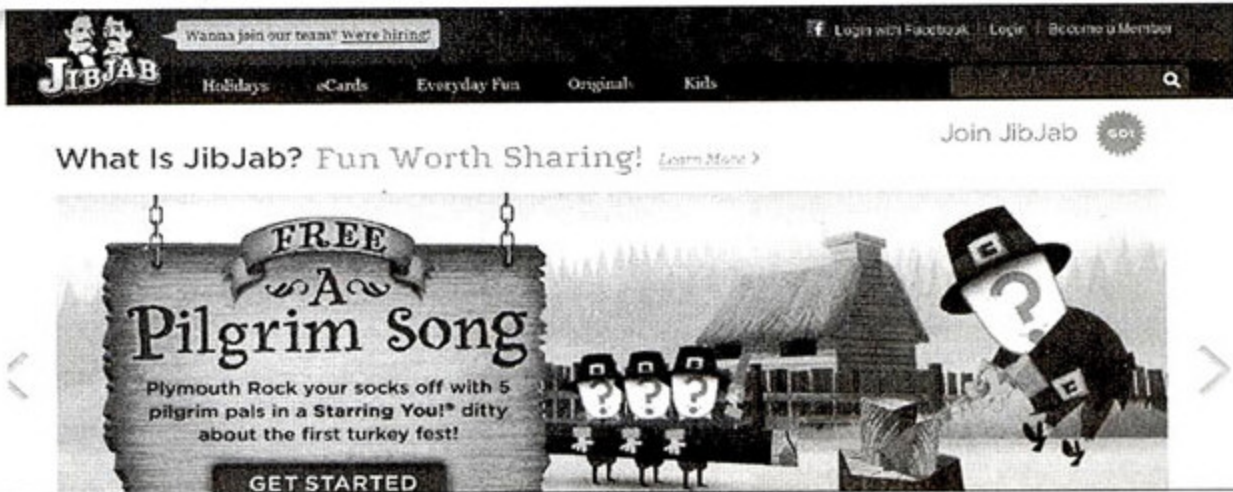 Wanna join our team? We're hiring!
f Login with Facebook | Login | Become a Member
JIBJAB
Holidays eCards Everyday Fun Originals Kids
Join JibJab GO!
What Is JibJab? Fun Worth Sharing! Learn More >
FREE
A
Pilgrim Song
Plymouth Rock your socks off with 5
pilgrim pals in a Starring You!® ditty
about the first turkey fest!
GET STARTED
? ? ? ?